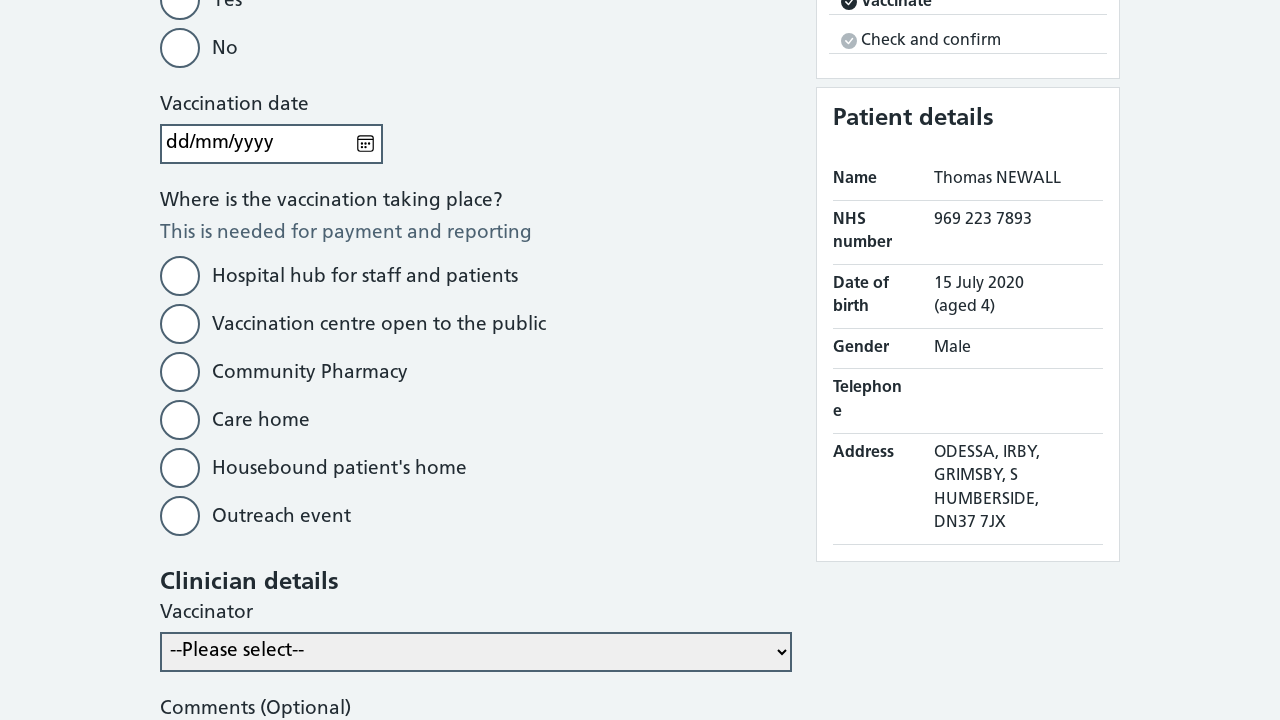 Yes
No
Vaccination date
dd/mm/yyyy
Where is the vaccination taking place?
This is needed for payment and reporting
Hospital hub for staff and patients
Vaccination centre open to the public
Community Pharmacy
Care home
Housebound patient's home
Outreach event
Clinician details
Vaccinator
--Please select--
Comments (Optional)
Vaccinate
Check and confirm
Patient details
Name Thomas NEWALL
NHS number 969 223 7893
Date of birth 15 July 2020 (aged 4)
Gender Male
Telephone
Address ODESSA, IRBY,
GRIMSBY, S
HUMBERSIDE,
DN37 7JX